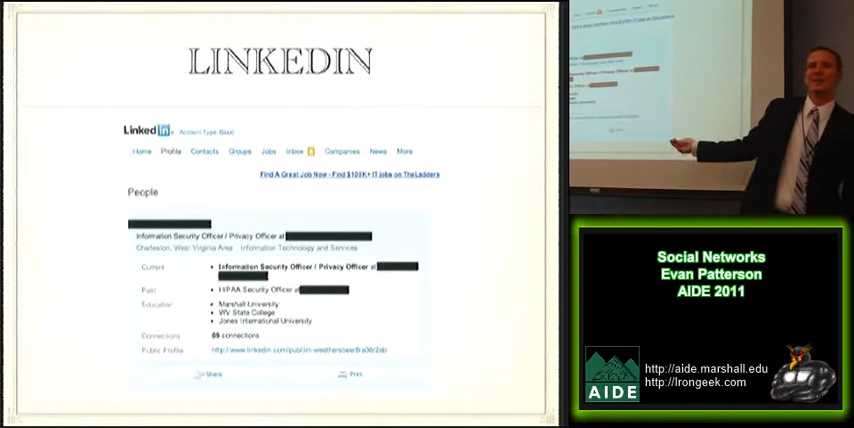 LINKEDIN
Linked in Account Type: Basic
Home Profile Contacts Groups Jobs Inbox Companies News More
Find A Great Job Now - Find $100K+ IT jobs on TheLadders
People
Information Security Officer / Privacy Officer at
Charleston, West Virginia Area Information Technology and Services
Current
• Information Security Officer / Privacy Officer at
Past
• HIPAA Security Officer at
Education
• Marshall University
• WV State College
• Jones International University
Connections
69 connections
Public Profile
Share
Print
Social Networks
Evan Patterson
AIDE 2011
AIDE
http://aide.marshall.edu
http://Irongeek.com